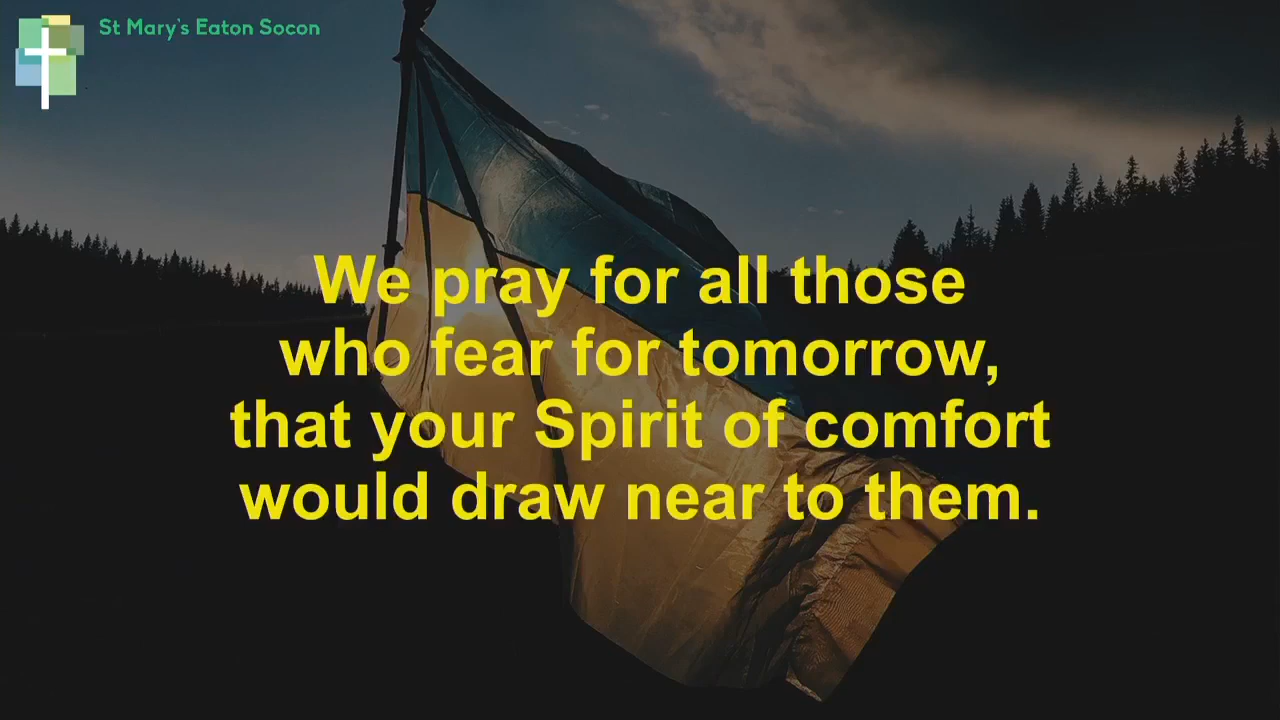 St Mary's Eaton Socon
We pray for all those
who fear for tomorrow,
that your Spirit of comfort
would draw near to them.